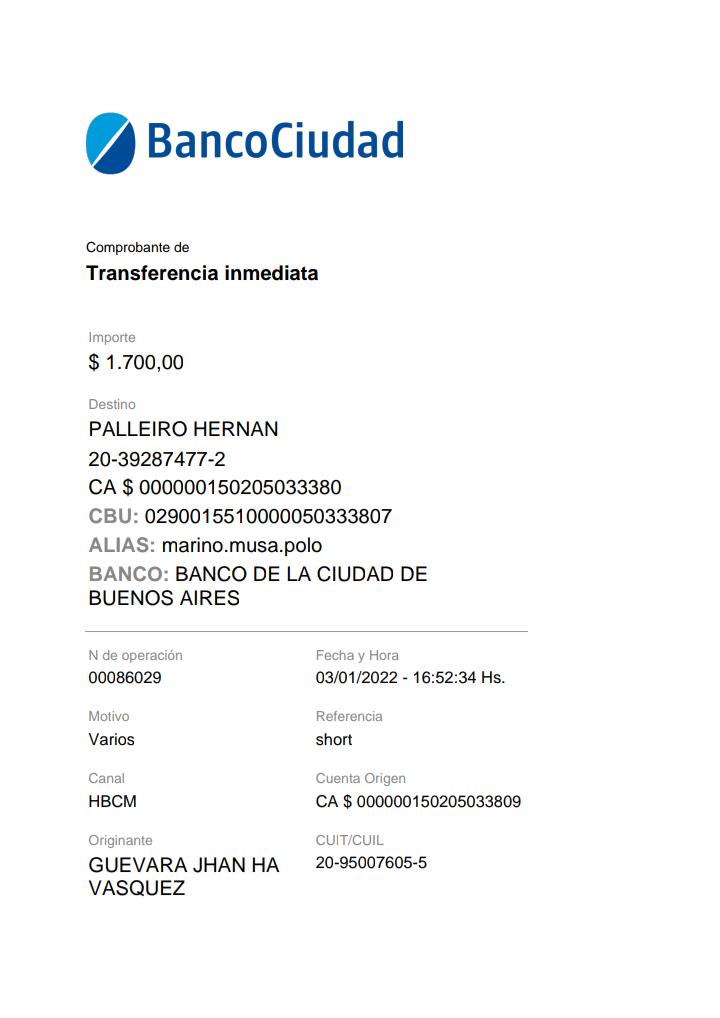 BancoCiudad
Comprobante de
Transferencia inmediata
Importe
$ 1.700,00
Destino
PALLEIRO HERNAN
20-39287477-2
CA $ 000000150205033380
CBU: 0290015510000050333807
ALIAS: marino.musa.polo
BANCO: BANCO DE LA CIUDAD DE
BUENOS AIRES
N de operación Fecha y Hora
00086029 03/01/2022 - 16:52:34 Hs.
Motivo Referencia
Varios short
Canal Cuenta Origen
HBCM CA $ 000000150205033809
Originante CUIT/CUIL
GUEVARA JHAN HA 20-95007605-5
VASQUEZ